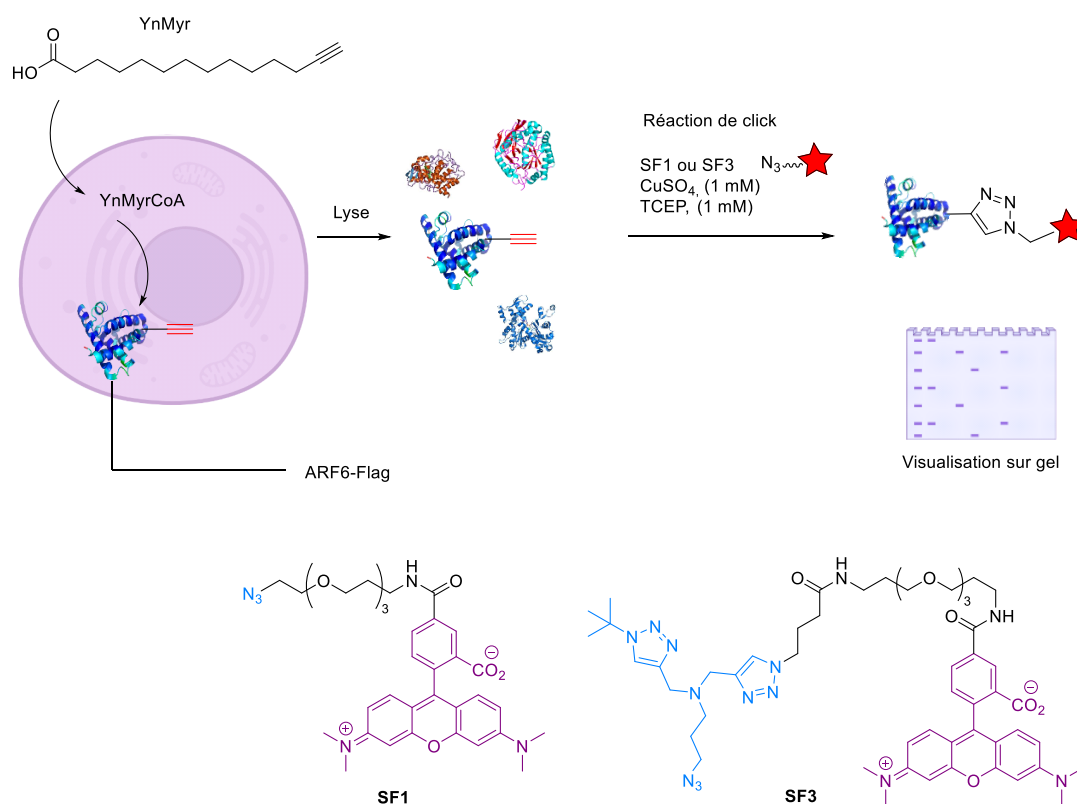 YnMyr
O
HO
YnMyrCoA
Lyse
Réaction de click
SF1 ou SF3
N3
CuSO4, (1 mM)
TCEP, (1 mM)
N
N
N
ARF6-Flag
Visualisation sur gel
N3
O
3
H
N
O
CO2
⊖
N
⊕
O
N
SF1
N
N
N
N
N3
N
N
N
O
H
N
O
3
NH
O
CO2
⊖
N
⊕
O
N
SF3